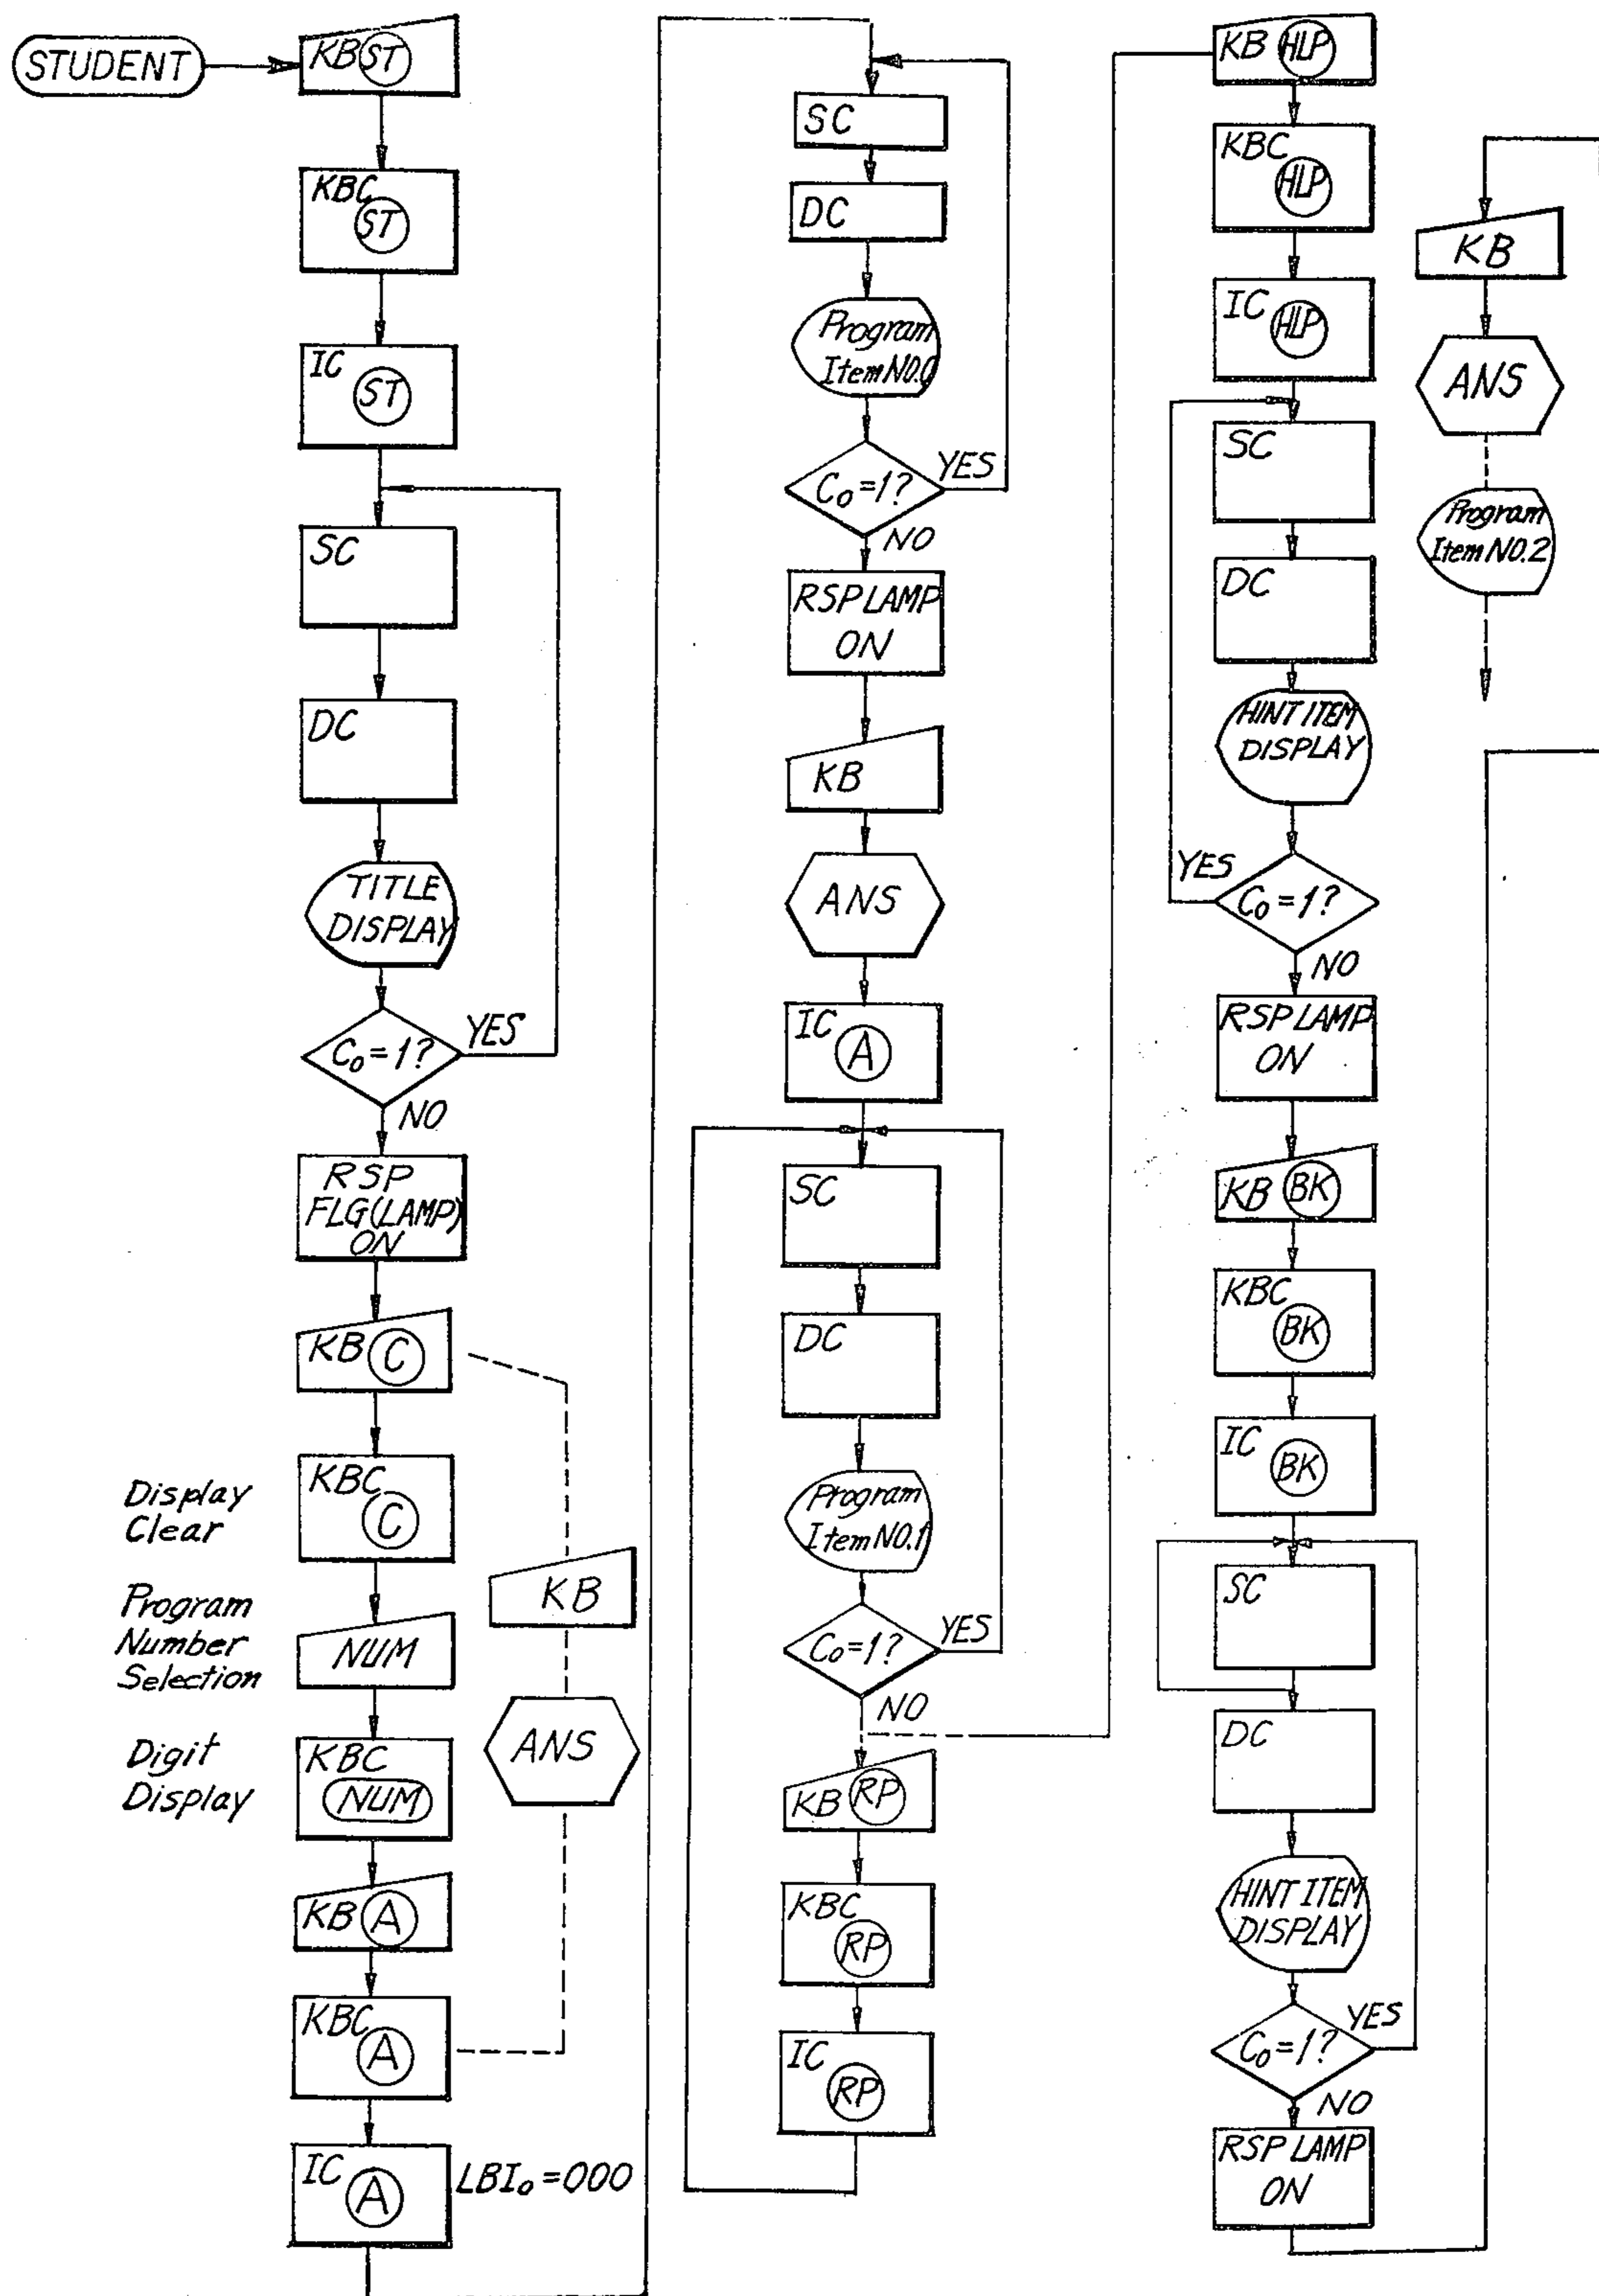 STUDENT
KB ST
KBC
ST
IC
ST
SC
DC
TITLE
DISPLAY
C₀=1?
YES
NO
RSP
FLG(LAMP)
ON
KB C
Display
Clear
KBC
C
Program
Number
Selection
NUM
Digit
Display
KBC
NUM
KB A
KBC
A
IC
A
LBI₀=000
KB
ANS
SC
DC
Program
Item NO.0
C₀=1?
YES
NO
RSP LAMP
ON
KB
ANS
IC
A
SC
DC
Program
Item NO.1
C₀=1?
YES
NO
KB RP
KBC
RP
IC
RP
KB HLP
KBC
HLP
IC
HLP
SC
DC
HINT ITEM
DISPLAY
YES
C₀=1?
NO
RSP LAMP
ON
KB BK
KBC
BK
IC
BK
SC
DC
HINT ITEM
DISPLAY
YES
C₀=1?
NO
RSP LAMP
ON
KB
ANS
Program
Item NO.2